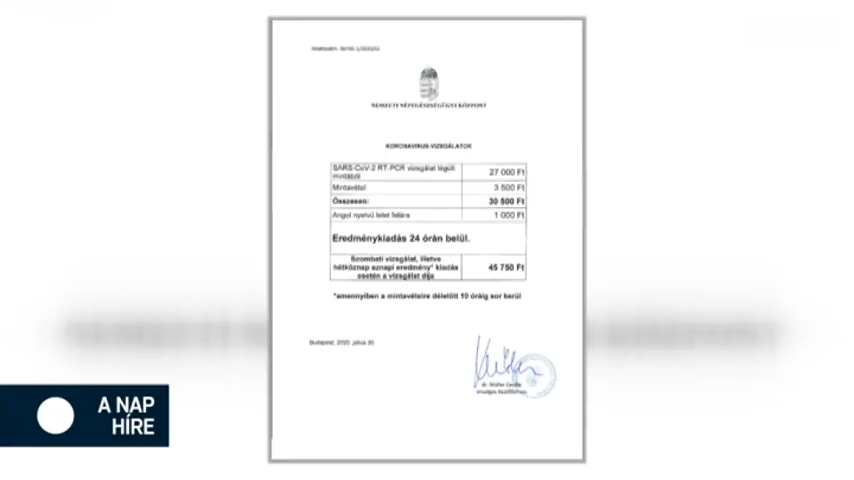 NEMZETI NÉPEGÉSZSÉGÜGYI KÖZPONT
KORONAVÍRUS-VIZSGÁLATOK
SARS-CoV-2 RT-PCR vizsgálat légúti
mintából
27 000 Ft
Mintavétel
3 500 Ft
Összesen:
30 500 Ft
Angol nyelvű lelet felára
1 000 Ft
Eredménykiadás 24 órán belül.
Szombati vizsgálat, illetve
hétköznap aznapi eredmény* kiadás
esetén a vizsgálat díja
45 750 Ft
*amennyiben a mintavételre délelőtt 10 óráig sor kerül
Budapest, 2020. július
dr. Müller Cecília
országos tisztifőorvos
A NAP
HÍRE